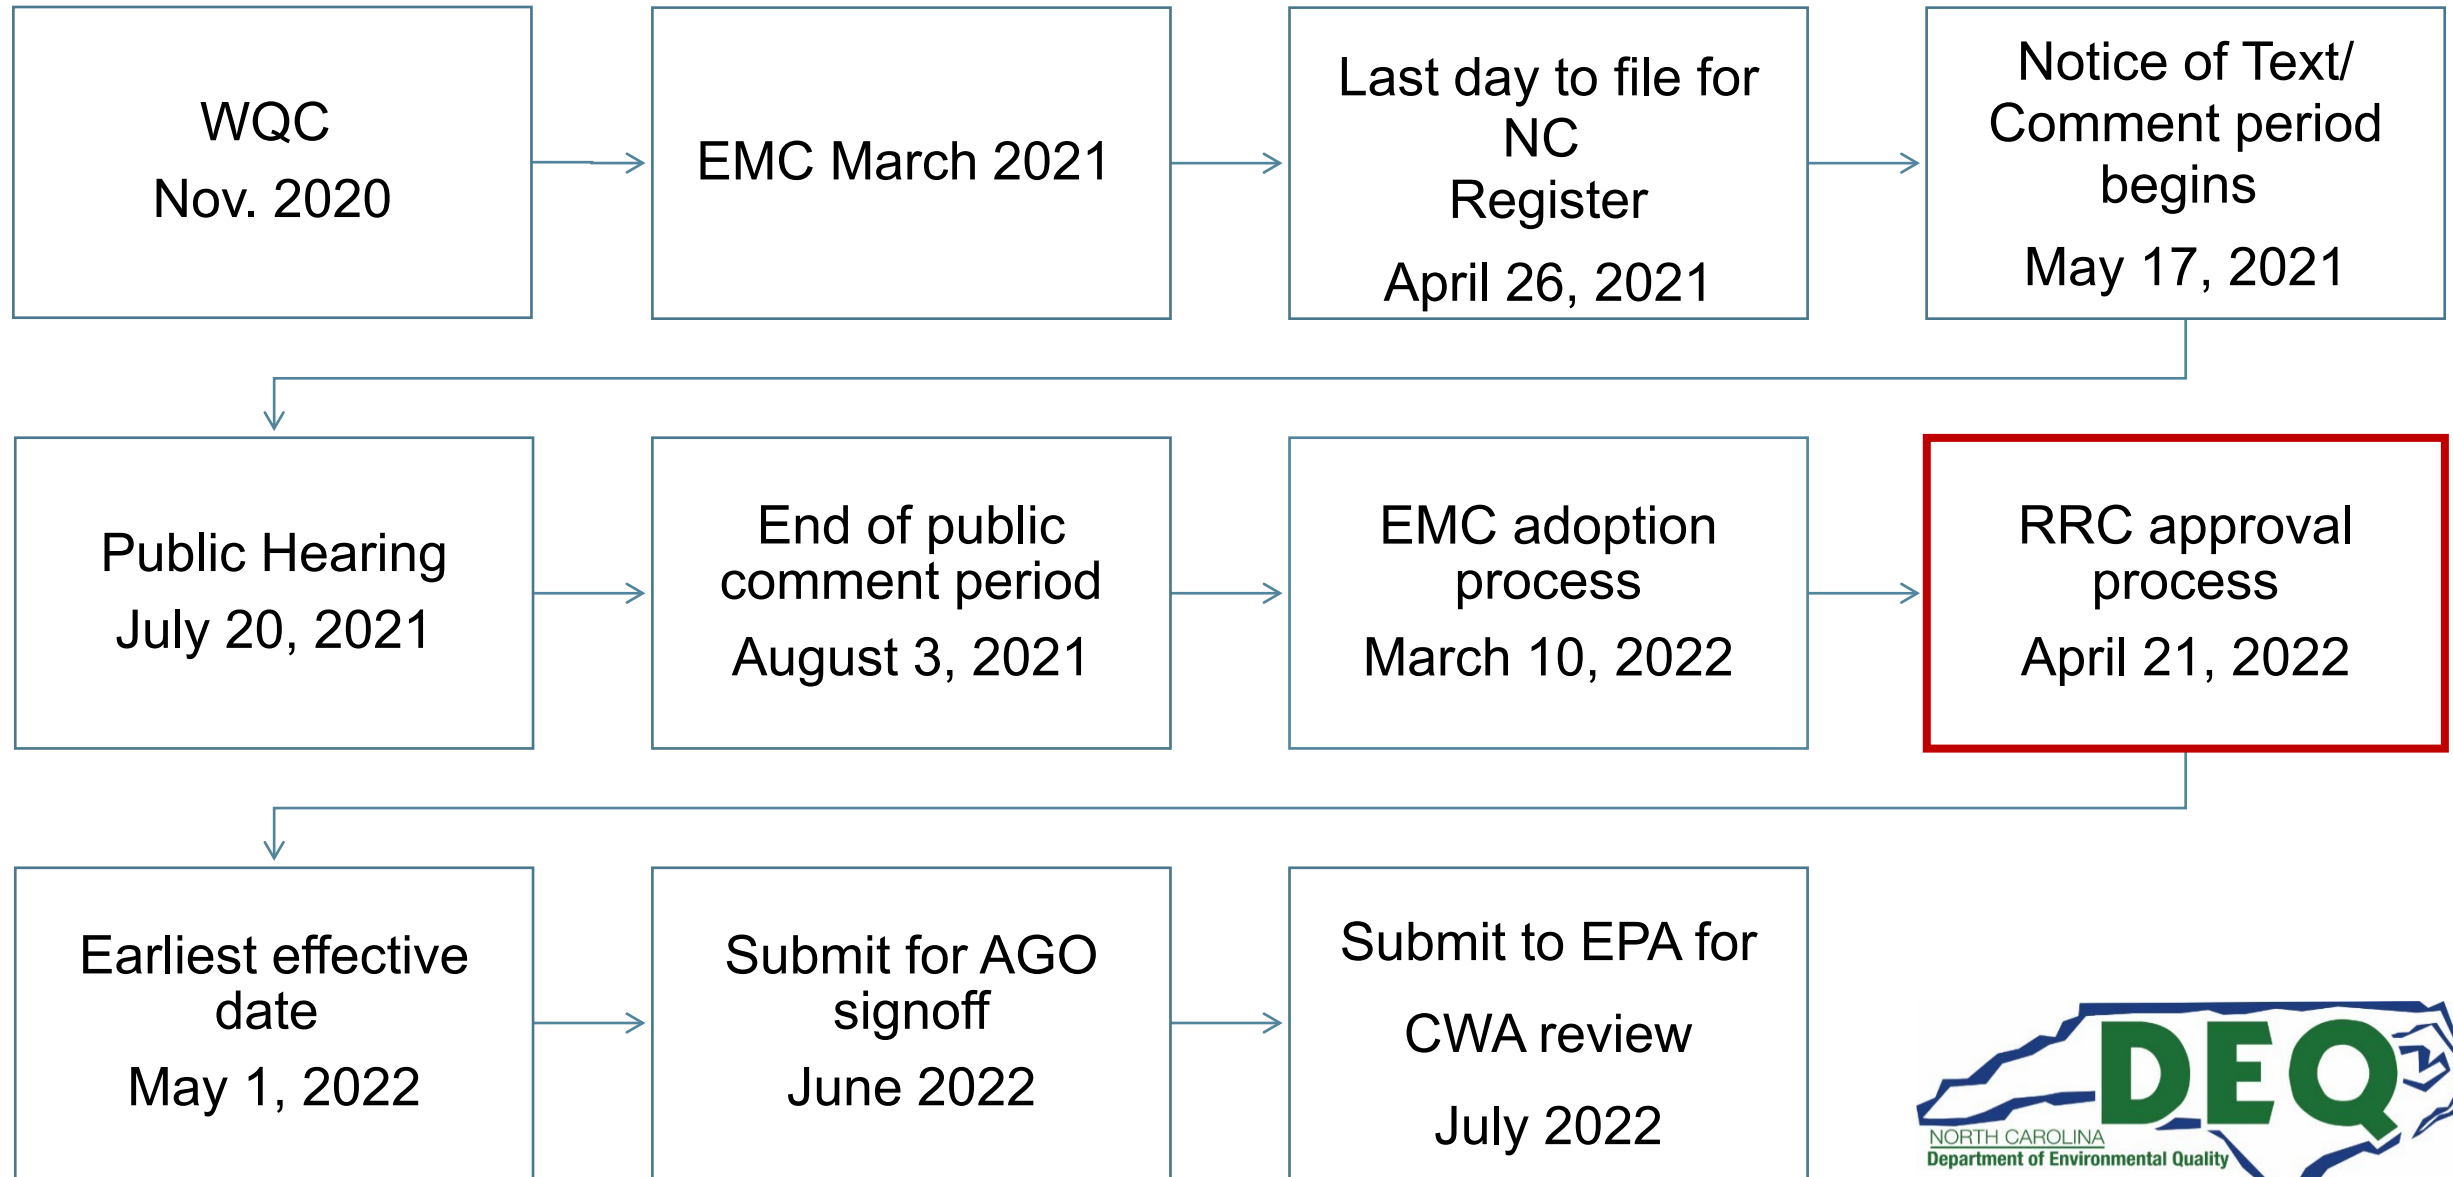 WQC
Nov. 2020
EMC March 2021
Last day to file for
NC
Register
April 26, 2021
Notice of Text/
Comment period
begins
May 17, 2021
Public Hearing
July 20, 2021
End of public
comment period
August 3, 2021
EMC adoption
process
March 10, 2022
RRC approval
process
April 21, 2022
Earliest effective
date
May 1, 2022
Submit for AGO
signoff
June 2022
Submit to EPA for
CWA review
July 2022
DEQ
NORTH CAROLINA
Department of Environmental Quality